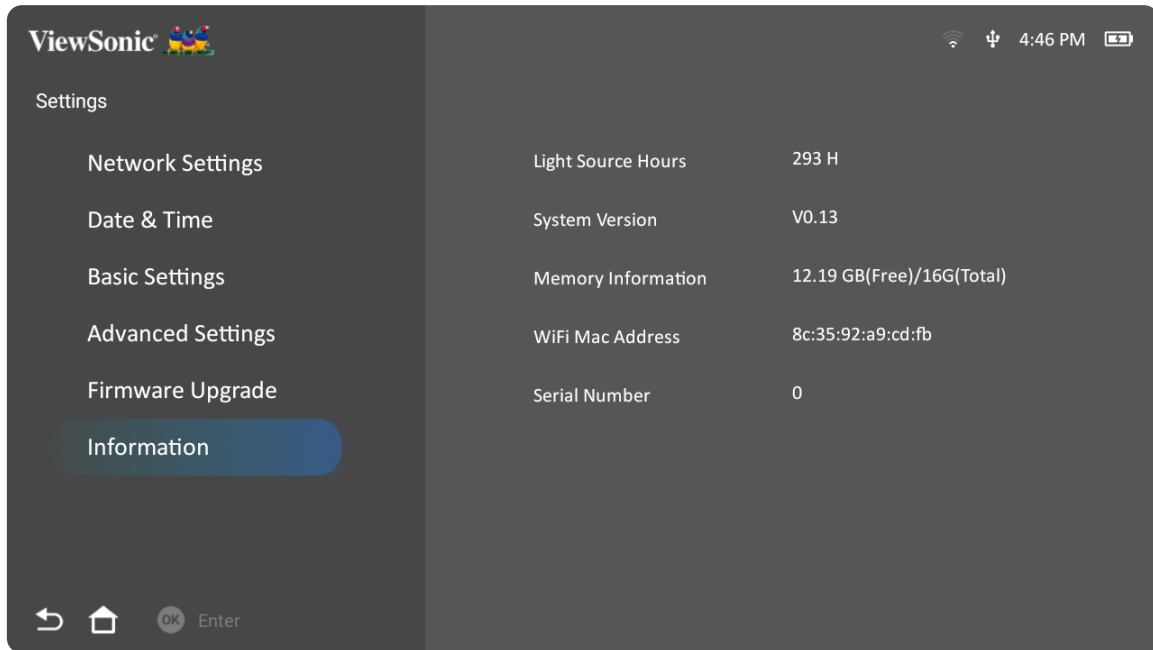 ViewSonic
4:46 PM
Settings
Network Settings
Date & Time
Basic Settings
Advanced Settings
Firmware Upgrade
Information
Light Source Hours 293 H
System Version V0.13
Memory Information 12.19 GB(Free)/16G(Total)
WiFi Mac Address 8c:35:92:a9:cd:fb
Serial Number 0
OK Enter